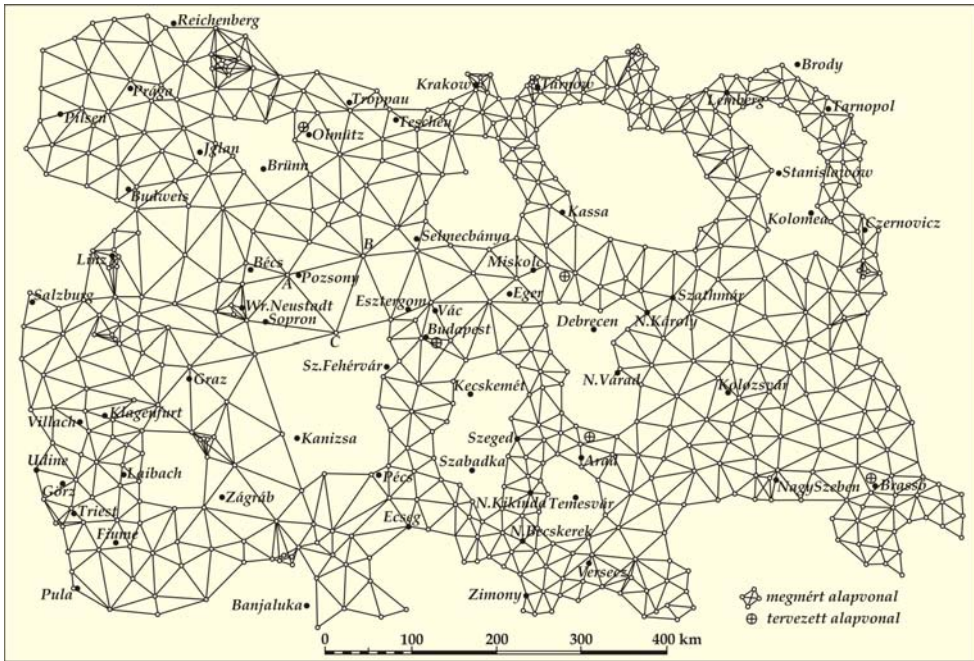 Reichenberg
Brody
Krakow
Tarnow
Prága
Troppau
Lemberg
Tarnopol
Pilsen
Teschen
Olmütz
Jglan
Brünn
Stanislawów
Budweis
Kassa
Kolomea
Czernovicz
B
Selmecbánya
Linz
Bécs
A
Pozsony
Miskolc
Salzburg
Eger
Szathmár
Wr.Neustadt
Esztergom
Vác
N.Károly
Sopron
Debrecen
Budapest
C
Sz.Fehérvár
Graz
Kecskemét
N.Várad
Kolozsvár
Klagenfurt
Villach
Kanizsa
Szeged
Arad
Udine
Laibach
Pécs
Szabadka
Görz
NagySzeben
Brassó
Zágráb
N.Kikinda
Temesvár
Triest
Ecseg
Fiume
N.Becskerek
Versecz
Pula
Banjaluka
Zimony
megmért alapvonal
tervezett alapvonal
0 100 200 300 400 km